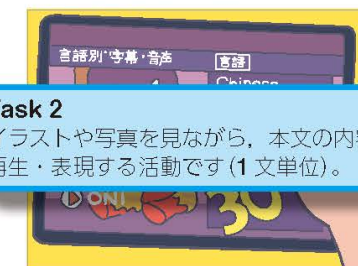 言語別字幕・音声 言語
Chinese
Task 2
イラストや写真を見ながら，本文の内容
再生・表現する活動です(1文単位)。
ON!
30